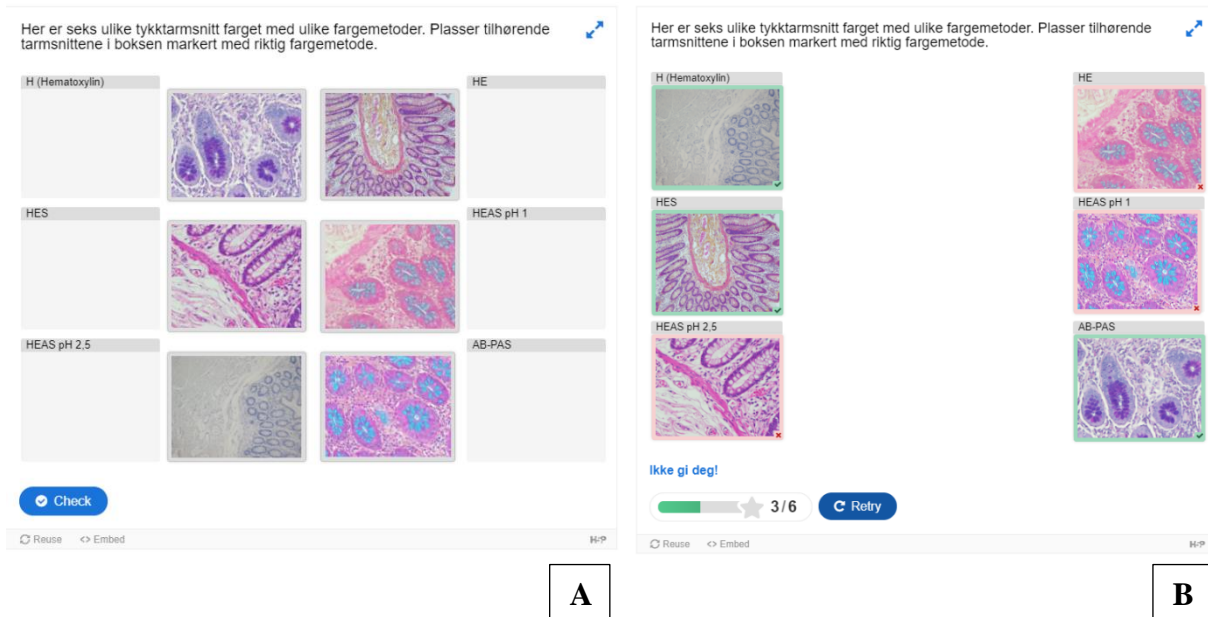 Her er seks ulike tykktarmsnitt farget med ulike fargemetoder. Plasser tilhørende
tarmsnittene i boksen markert med riktig fargemetode.
H (Hematoxylin)
HE
HES
HEAS pH 1
HEAS pH 2,5
AB-PAS
Check
Reuse
<> Embed
H5P
A
Her er seks ulike tykktarmsnitt farget med ulike fargemetoder. Plasser tilhørende
tarmsnittene i boksen markert med riktig fargemetode.
H (Hematoxylin)
HE
HES
HEAS pH 1
HEAS pH 2,5
AB-PAS
Ikke gi deg!
3/6
Retry
Reuse
<> Embed
H5P
B